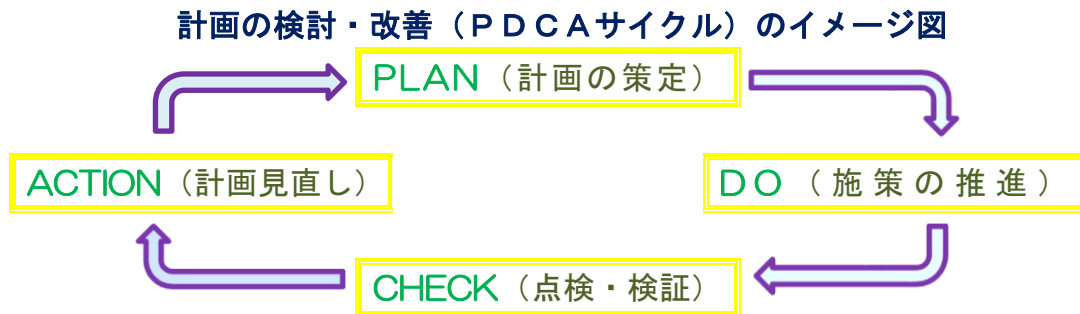 計画の検討・改善（ＰＤＣＡサイクル）のイメージ図
PLAN（計画の策定）
ACTION（計画見直し）
DO（施策の推進）
CHECK（点検・検証）